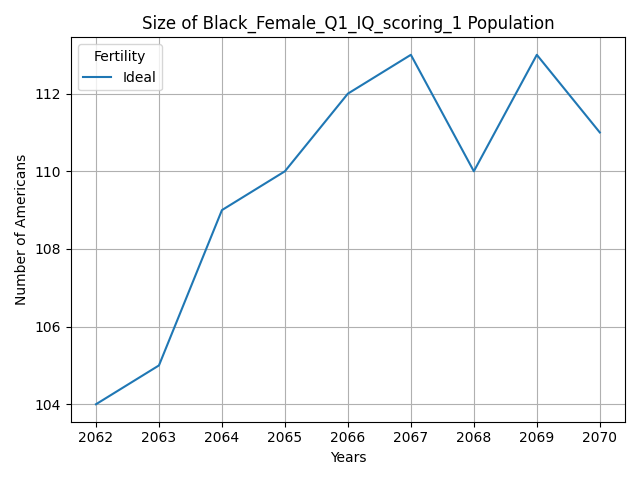 Size of Black_Female_Q1_IQ_scoring_1 Population
Fertility
Ideal
Number of Americans
112
110
108
106
104
2062 2063 2064 2065 2066 2067 2068 2069 2070
Years